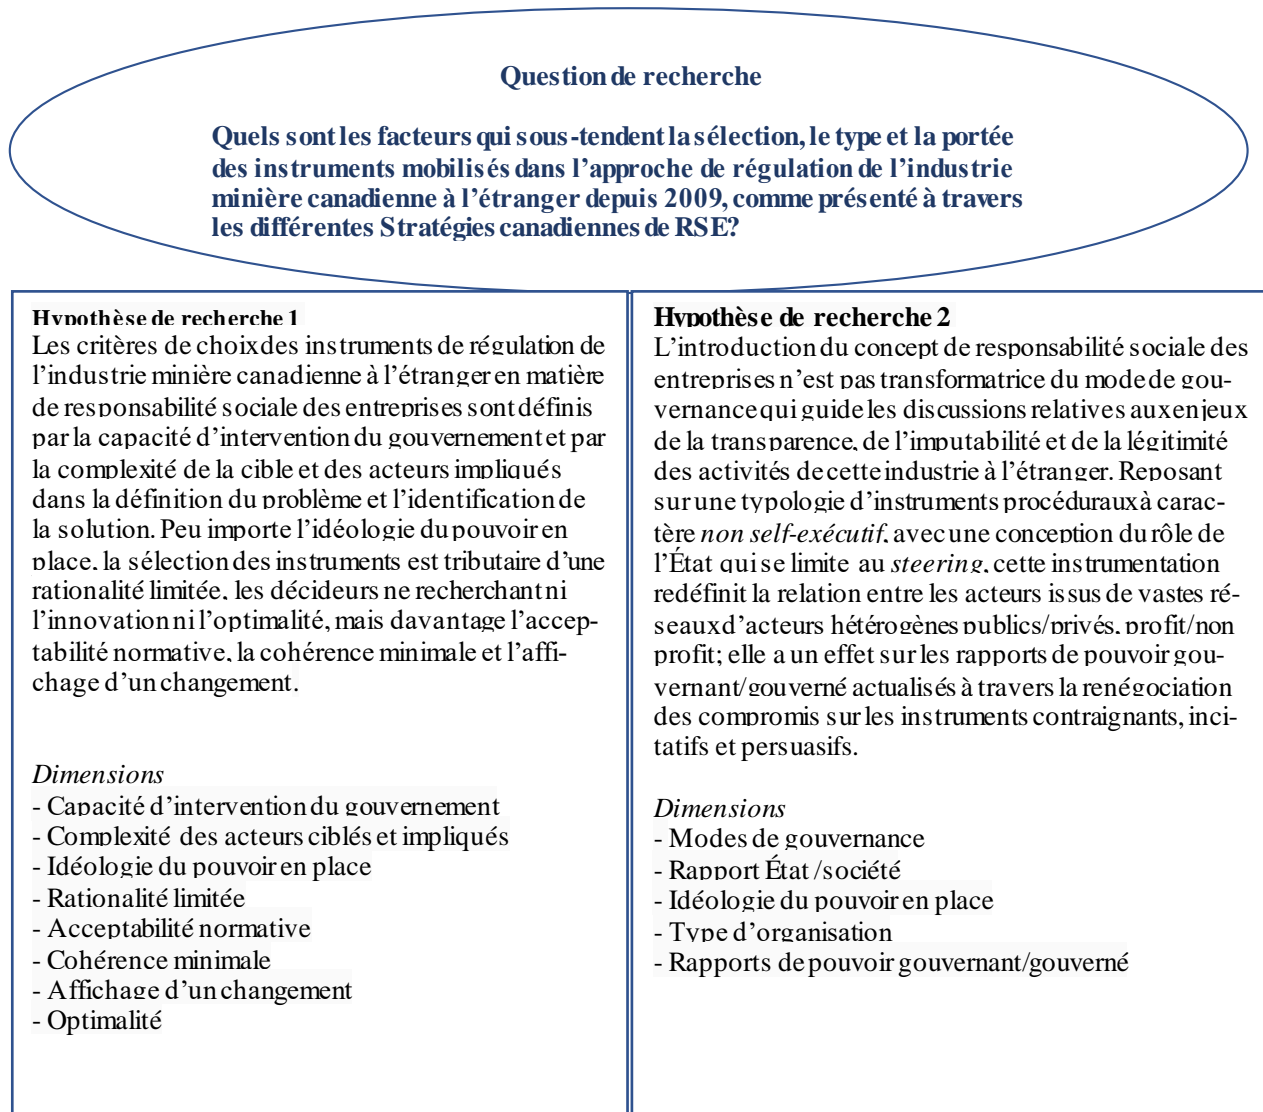 Question de recherche
Quels sont les facteurs qui sous-tendent la sélection, le type et la portée
des instruments mobilisés dans l’approche de régulation de l’industrie
minière canadienne à l’étranger depuis 2009, comme présenté à travers
les différentes Stratégies canadiennes de RSE?
Hypothèse de recherche 1
Les critères de choix des instruments de régulation de
l’industrie minière canadienne à l’étranger en matière
de responsabilité sociale des entreprises sont définis
par la capacité d’intervention du gouvernement et par
la complexité de la cible et des acteurs impliqués
dans la définition du problème et l’identification de
la solution. Peu importe l’idéologie du pouvoir en
place, la sélection des instruments est tributaire d’une
rationalité limitée, les décideurs ne recherchant ni
l’innovation ni l’optimalité, mais davantage l’accep-
tabilité normative, la cohérence minimale et l’affi-
chage d’un changement.
Dimensions
- Capacité d’intervention du gouvernement
- Complexité des acteurs ciblés et impliqués
- Idéologie du pouvoir en place
- Rationalité limitée
- Acceptabilité normative
- Cohérence minimale
- Affichage d’un changement
- Optimalité
Hypothèse de recherche 2
L’introduction du concept de responsabilité sociale des
entreprises n’est pas transformatrice du mode de gou-
vernance qui guide les discussions relatives aux enjeux
de la transparence, de l’imputabilité et de la légitimité
des activités de cette industrie à l’étranger. Reposant
sur une typologie d’instruments procéduraux à carac-
tère non self-exécutif, avec une conception du rôle de
l’État qui se limite au steering, cette instrumentation
redéfinit la relation entre les acteurs issus de vastes ré-
seaux d’acteurs hétérogènes publics/privés, profit/non
profit; elle a un effet sur les rapports de pouvoir gou-
vernant/gouverné actualisés à travers la renégociation
des compromis sur les instruments contraignants, inci-
tatifs et persuasifs.
Dimensions
- Modes de gouvernance
- Rapport État /société
- Idéologie du pouvoir en place
- Type d’organisation
- Rapports de pouvoir gouvernant/gouverné